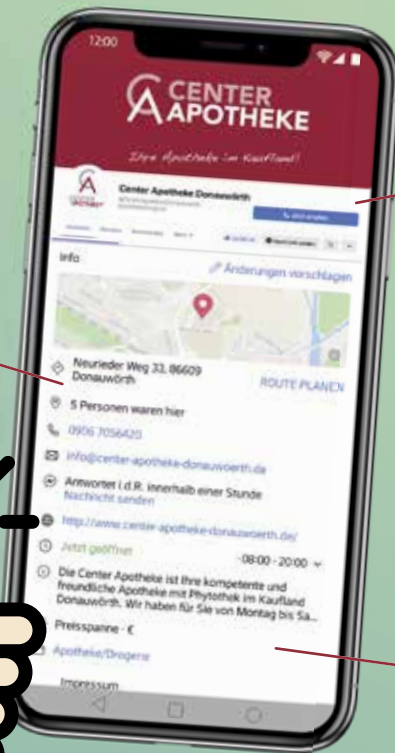 12:00
CENTER
APOTHEKE
Ihre Apotheke im Kaufland!
Center Apotheke Donauwörth
Info
Änderungen vorschlagen
Neurieder Weg 33, 86609
Donauwörth
ROUTE PLANEN
5 Personen waren hier
0906 7056420
info@center-apotheke-donauwoerth.de
Antwortet i.d.R. innerhalb einer Stunde
Nachricht senden
http://www.center-apotheke-donauwoerth.de/
Jetzt geöffnet
08:00 - 20:00
Die Center Apotheke ist Ihre kompetente und
freundliche Apotheke mit Phytothek im Kaufland
Donauwörth. Wir haben für Sie von Montag bis Sa...
Preisspanne · €
Apotheke/Drogerie
Impressum